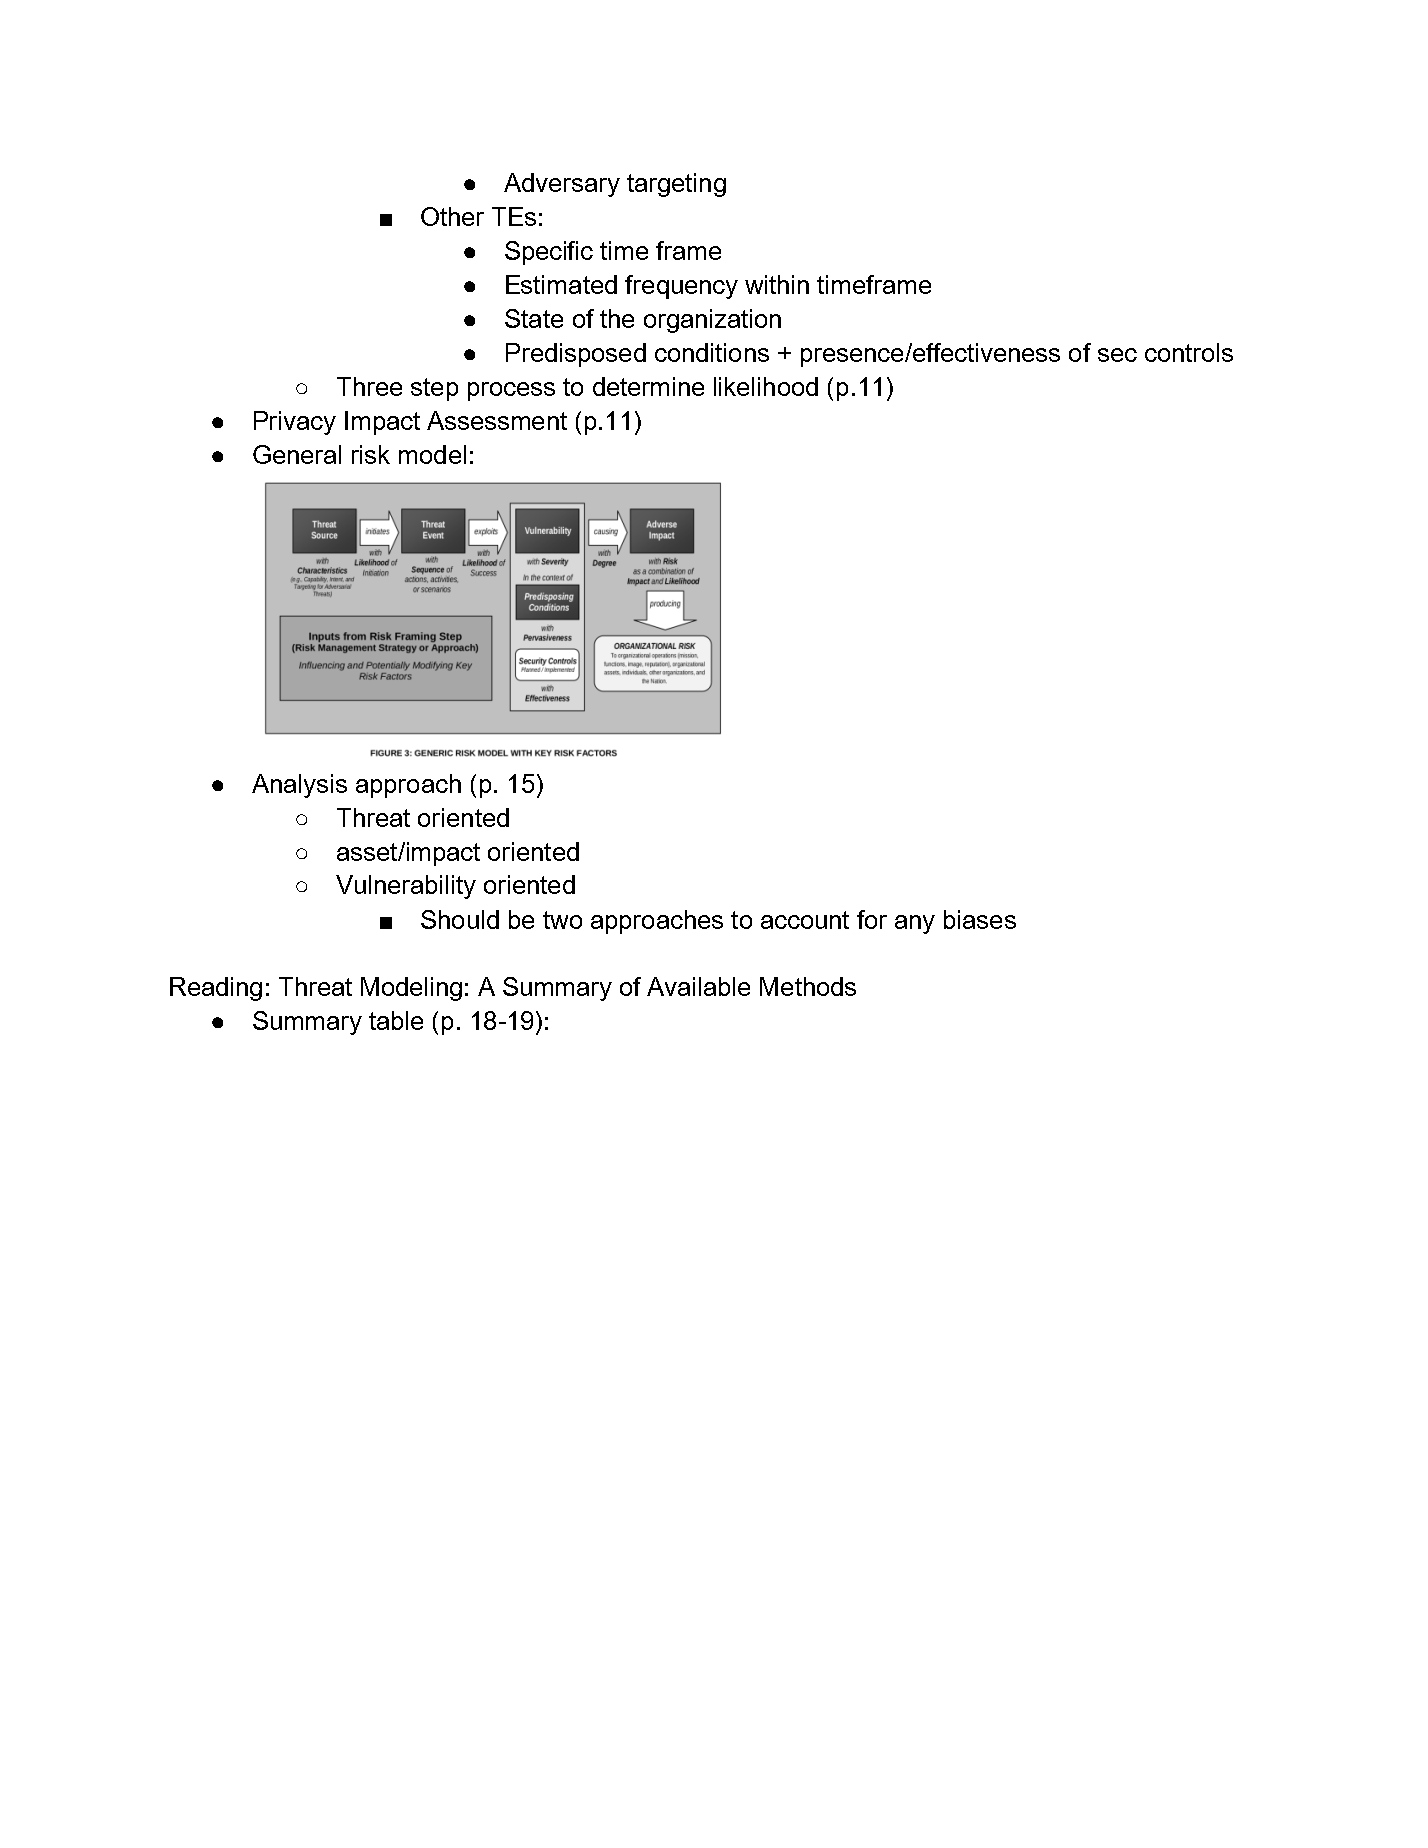 ● Adversary targeting
■ Other TEs:
● Specific time frame
● Estimated frequency within timeframe
● State of the organization
● Predisposed conditions + presence/effectiveness of sec controls
○ Three step process to determine likelihood (p.11)
● Privacy Impact Assessment (p.11)
● General risk model:
Threat
Source
initiates
Threat
Event
exploits
Vulnerability
causing
Adverse
Impact
with
Characteristics
(e.g., Capability, Intent, and
Targeting for Adversarial
Threats)
with
Likelihood of
Initiation
with
Sequence of
actions, activities,
or scenarios
with
Likelihood of
Success
with Severity
In the context of
Predisposing
Conditions
with
Pervasiveness
Security Controls
Planned / Implemented
with
Effectiveness
with
Degree
with Risk
as a combination of
Impact and Likelihood
producing
ORGANIZATIONAL RISK
To organizational operations (mission,
functions, image, reputation), organizational
assets, individuals, other organizations, and
the Nation.
Inputs from Risk Framing Step
(Risk Management Strategy or Approach)
Influencing and Potentially Modifying Key
Risk Factors
FIGURE 3: GENERIC RISK MODEL WITH KEY RISK FACTORS
● Analysis approach (p. 15)
○ Threat oriented
○ asset/impact oriented
○ Vulnerability oriented
■ Should be two approaches to account for any biases
Reading: Threat Modeling: A Summary of Available Methods
● Summary table (p. 18-19):